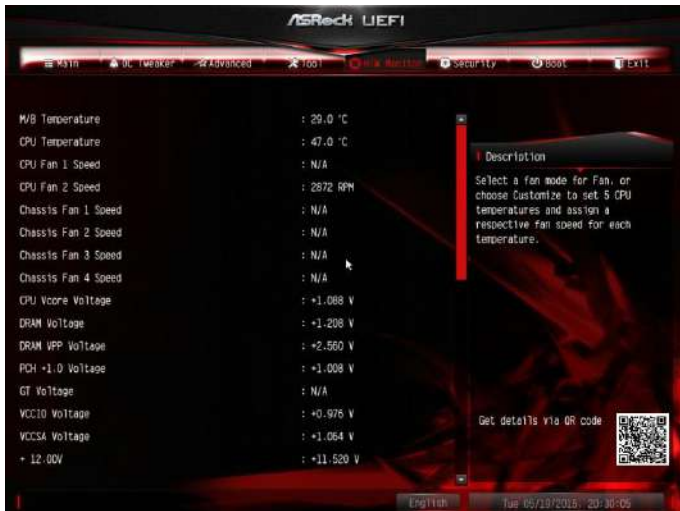 ASRock UEFI
Main OC Tweaker Advanced Tool H/W Monitor Security Boot Exit
M/B Temperature : 29.0 °C
CPU Temperature : 47.0 °C
CPU Fan 1 Speed : N/A
CPU Fan 2 Speed : 2872 RPM
Chassis Fan 1 Speed : N/A
Chassis Fan 2 Speed : N/A
Chassis Fan 3 Speed : N/A
Chassis Fan 4 Speed : N/A
CPU Vcore Voltage : +1.088 V
DRAM Voltage : +1.208 V
DRAM VPP Voltage : +2.560 V
PCH +1.0 Voltage : +1.008 V
GT Voltage : N/A
VCCIO Voltage : +0.976 V
VCCSA Voltage : +1.064 V
+ 12.00V : +11.520 V
Description
Select a fan mode for Fan, or
choose Customize to set 5 CPU
temperatures and assign a
respective fan speed for each
temperature.
Get details via QR code
English
Tue 20:30:05